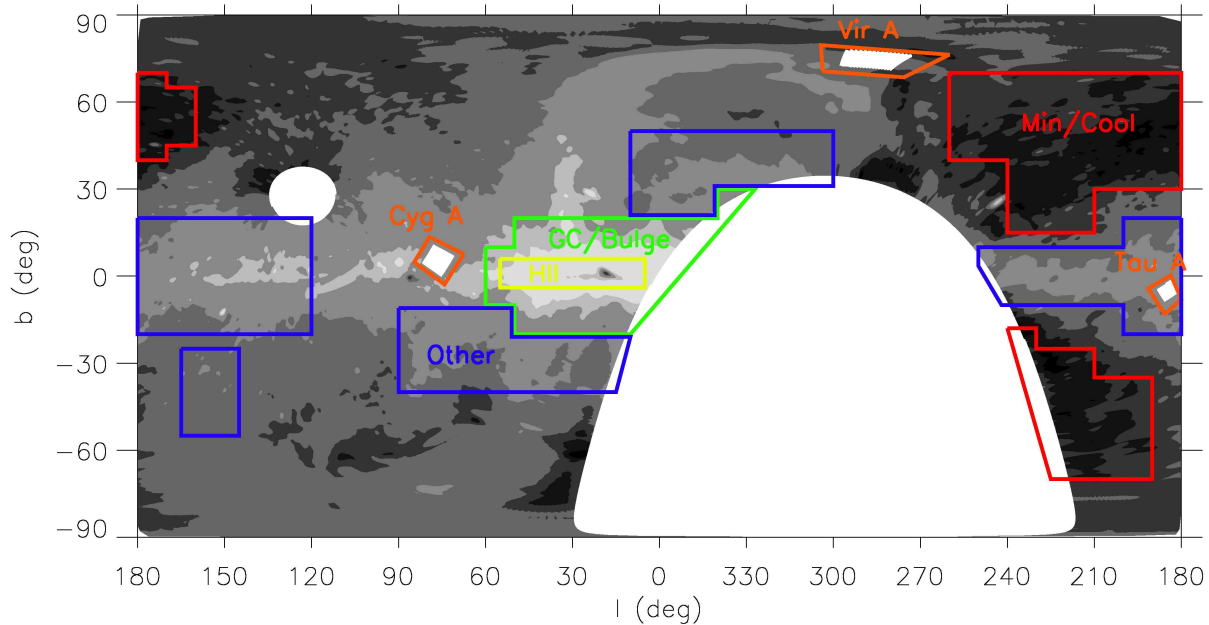 90
60
30
0
−30
−60
−90
b (deg)
Vir A
Min/Cool
Cyg A
GC/Bulge
HII
Tau A
Other
180 150 120 90 60 30 0 330 300 270 240 210 180
l (deg)